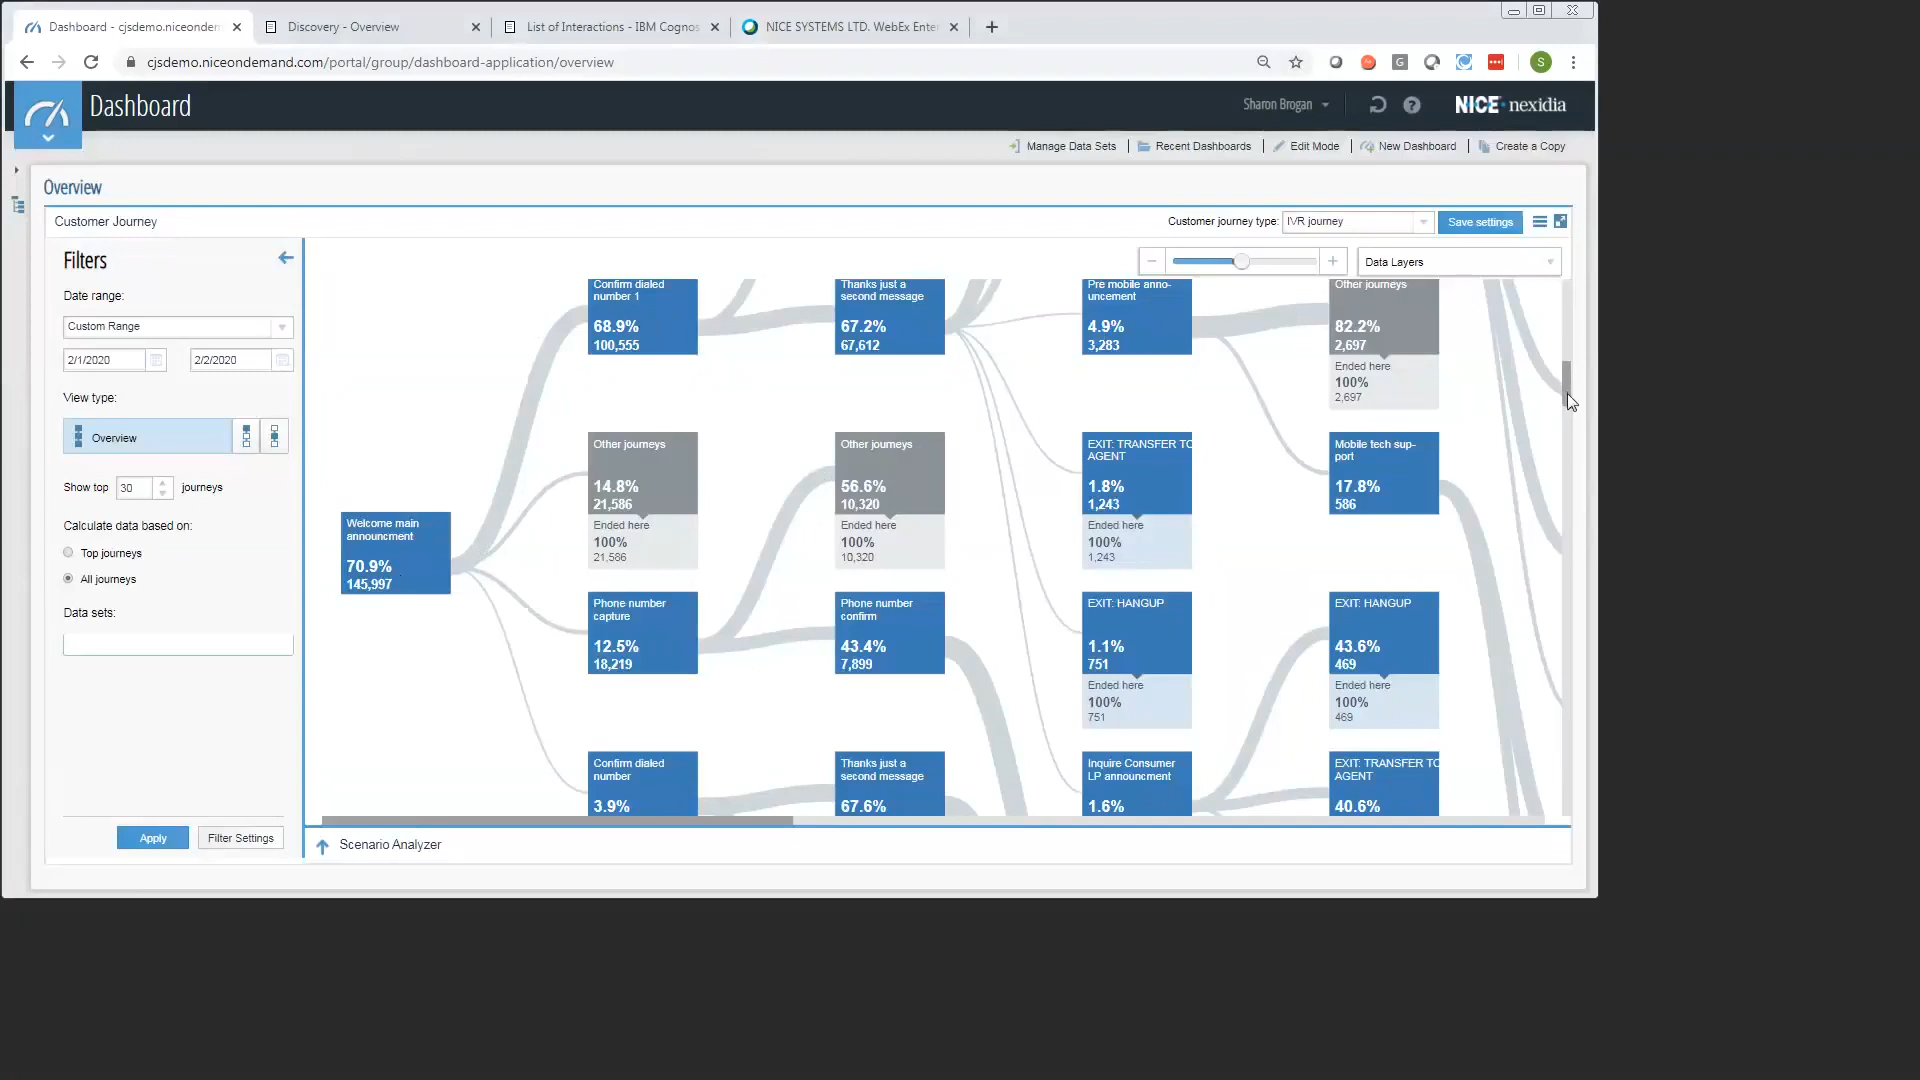 Dashboard - cjsdemo.niceondem
Discovery - Overview
List of Interactions - IBM Cognos
NICE SYSTEMS LTD. WebEx Enter
cjsdemo.niceondemand.com/portal/group/dashboard-application/overview
G
S
Dashboard
Sharon Brogan
NICE nexidia
Manage Data Sets
Recent Dashboards
Edit Mode
New Dashboard
Create a Copy
Overview
Customer Journey
Customer journey type:
IVR journey
Save settings
Filters
Date range:
Custom Range
2/1/2020
2/2/2020
View type:
Overview
Show top 30 journeys
Calculate data based on:
Top journeys
All journeys
Data sets:
Apply
Filter Settings
Data Layers
Welcome main
announcment
70.9%
145,997
Confirm dialed
number 1
68.9%
100,555
Other journeys
14.8%
21,586
Ended here
100%
21,586
Phone number
capture
12.5%
18,219
Confirm dialed
number
3.9%
Thanks just a
second message
67.2%
67,612
Other journeys
56.6%
10,320
Ended here
100%
10,320
Phone number
confirm
43.4%
7,899
Thanks just a
second message
67.6%
Pre mobile anno-
uncement
4.9%
3,283
EXIT: TRANSFER TO
AGENT
1.8%
1,243
Ended here
100%
1,243
EXIT: HANGUP
1.1%
751
Ended here
100%
751
Inquire Consumer
LP announcment
1.6%
Other journeys
82.2%
2,697
Ended here
100%
2,697
Mobile tech sup-
port
17.8%
586
EXIT: HANGUP
43.6%
469
Ended here
100%
469
EXIT: TRANSFER TO
AGENT
40.6%
Scenario Analyzer